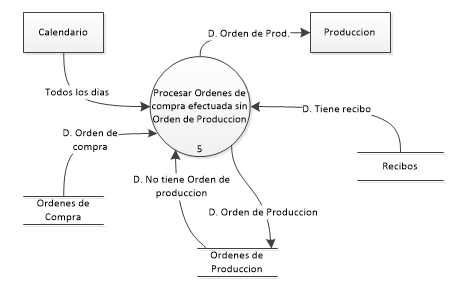 Calendario
D. Orden de Prod.
Produccion
Todos los dias
Procesar Ordenes de
compra efectuada sin
Orden de Produccion
5
D. Tiene recibo
D. Orden de
compra
Recibos
D. No tiene Orden de
produccion
Ordenes de
Compra
D. Orden de Produccion
Ordenes de
Produccion